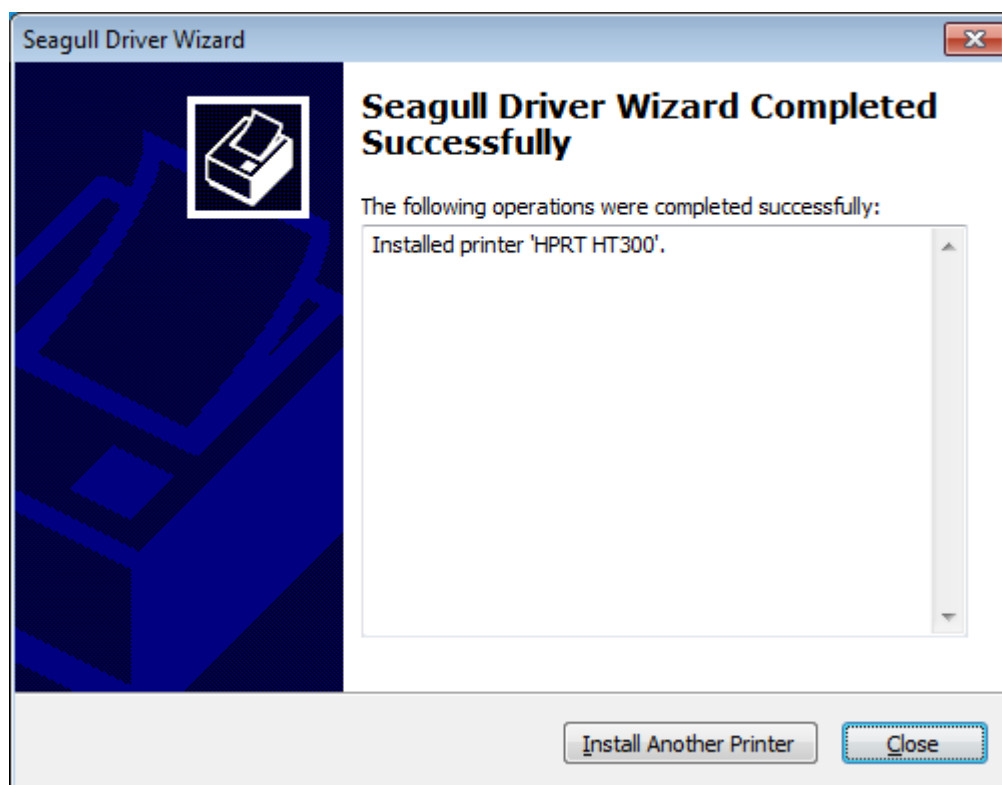 Seagull Driver Wizard
Seagull Driver Wizard Completed
Successfully
The following operations were completed successfully:
Installed printer 'HPRT HT300'.
Install Another Printer
Close